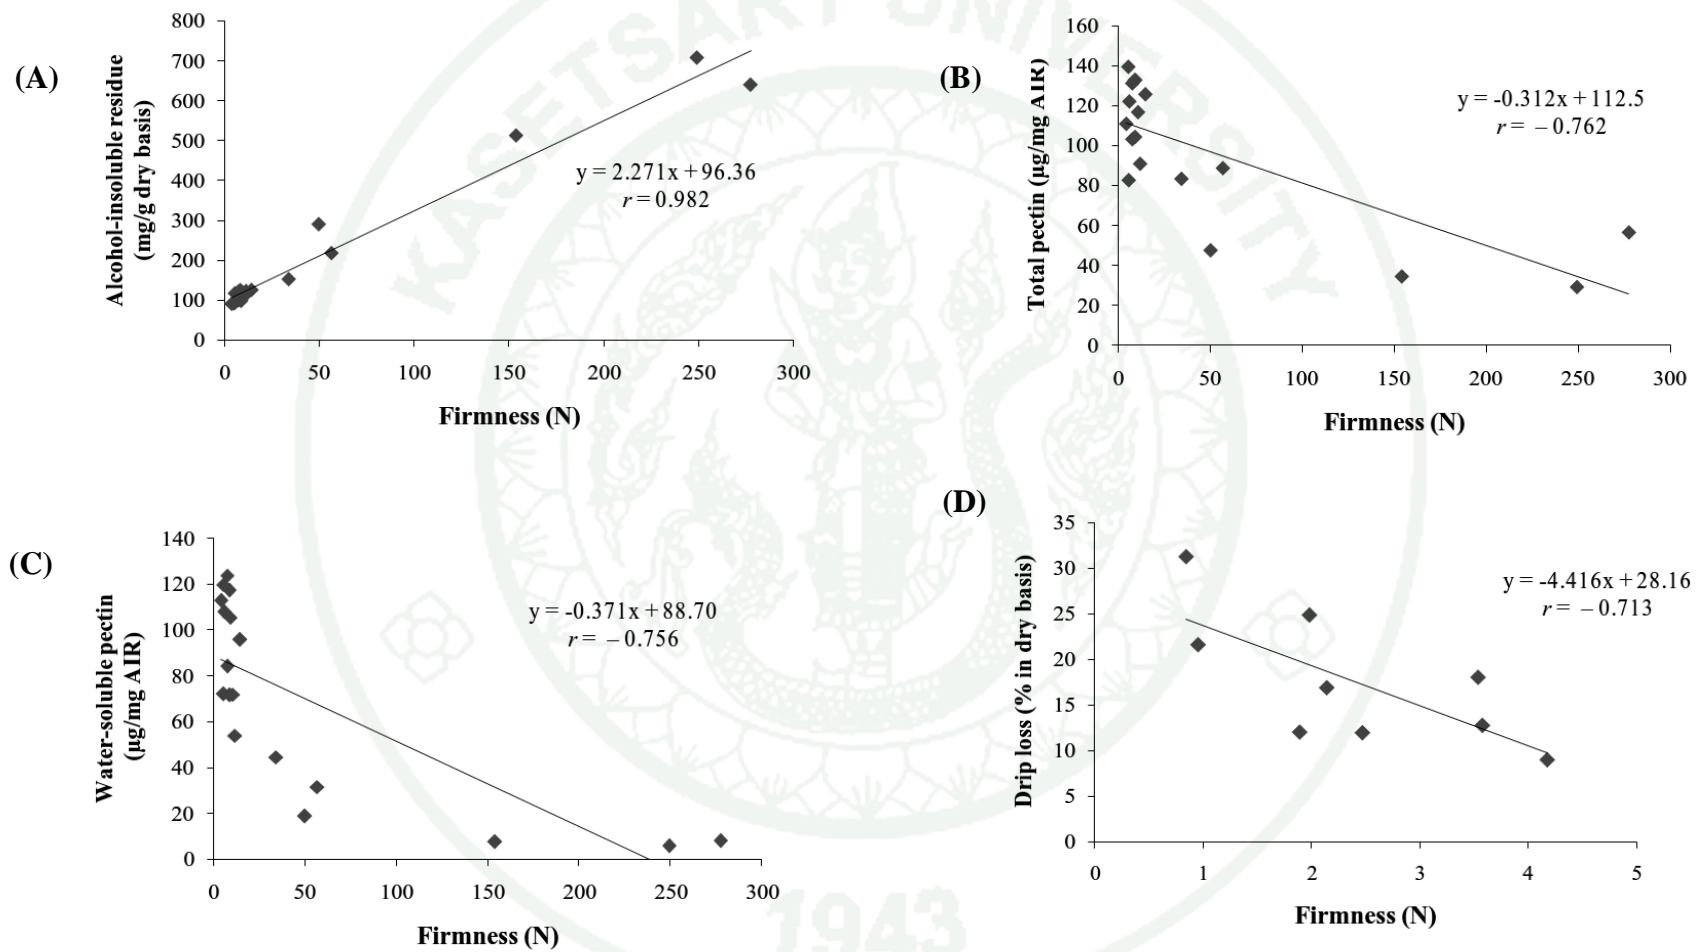 (A)
Alcohol-insoluble residue
(mg/g dry basis)
800
700
600
500
400
300
200
100
0
y = 2.271x + 96.36
r = 0.982
0 50 100 150 200 250 300
Firmness (N)
(B)
Total pectin (µg/mg AIR)
160
140
120
100
80
60
40
20
0
y = -0.312x + 112.5
r = – 0.762
0 50 100 150 200 250 300
Firmness (N)
(C)
Water-soluble pectin
(µg/mg AIR)
140
120
100
80
60
40
20
0
y = -0.371x + 88.70
r = – 0.756
0 50 100 150 200 250 300
Firmness (N)
(D)
Drip loss (% in dry basis)
35
30
25
20
15
10
5
0
y = -4.416x + 28.16
r = – 0.713
0 1 2 3 4 5
Firmness (N)
KASETSART UNIVERSITY
1943